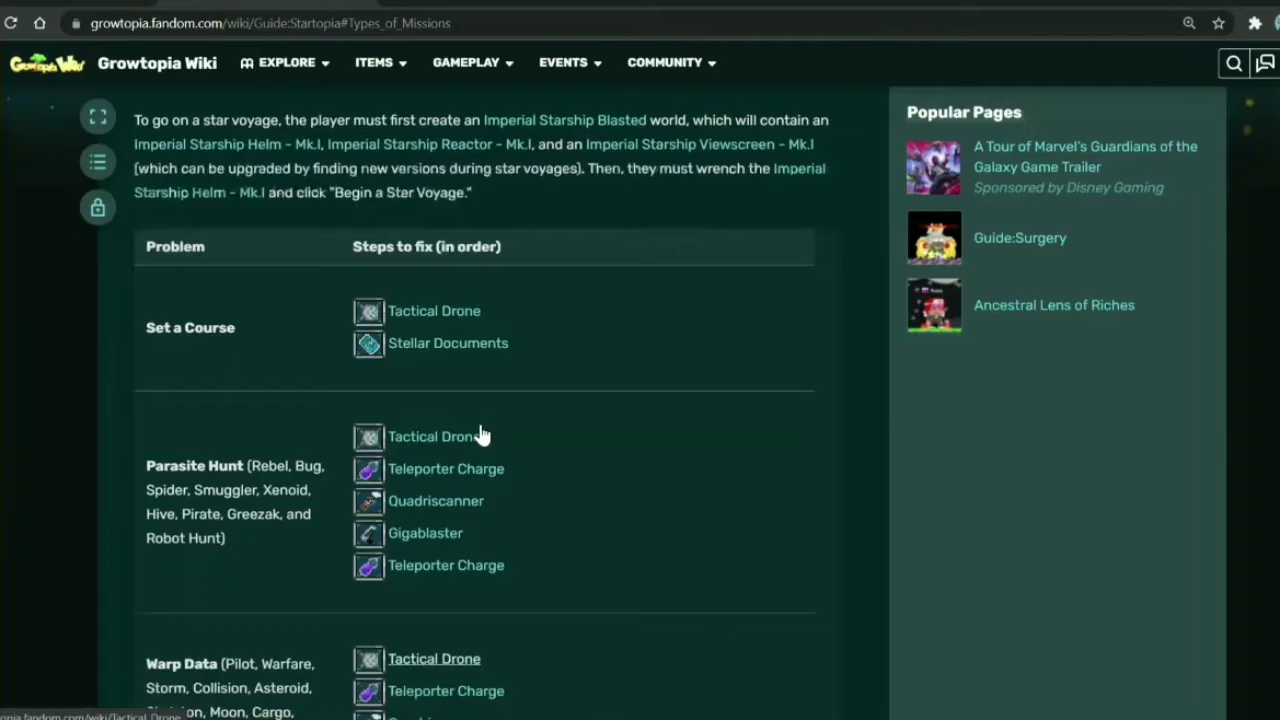 growtopia.fandom.com/wiki/Guide:Startopia#Types_of_Missions
Growtopia Wiki
Growtopia Wiki
EXPLORE
ITEMS
GAMEPLAY
EVENTS
COMMUNITY
To go on a star voyage, the player must first create an Imperial Starship Blasted world, which will contain an
Imperial Starship Helm - Mk.I, Imperial Starship Reactor - Mk.I, and an Imperial Starship Viewscreen - Mk.I
(which can be upgraded by finding new versions during star voyages). Then, they must wrench the Imperial
Starship Helm - Mk.I and click "Begin a Star Voyage."
Problem
Steps to fix (in order)
Set a Course
Tactical Drone
Stellar Documents
Parasite Hunt (Rebel, Bug,
Spider, Smuggler, Xenoid,
Hive, Pirate, Greezak, and
Robot Hunt)
Tactical Drone
Teleporter Charge
Quadriscanner
Gigablaster
Teleporter Charge
Warp Data (Pilot, Warfare,
Storm, Collision, Asteroid,
Moon, Cargo,
Tactical Drone
Teleporter Charge
Popular Pages
A Tour of Marvel's Guardians of the
Galaxy Game Trailer
Sponsored by Disney Gaming
Guide:Surgery
Ancestral Lens of Riches